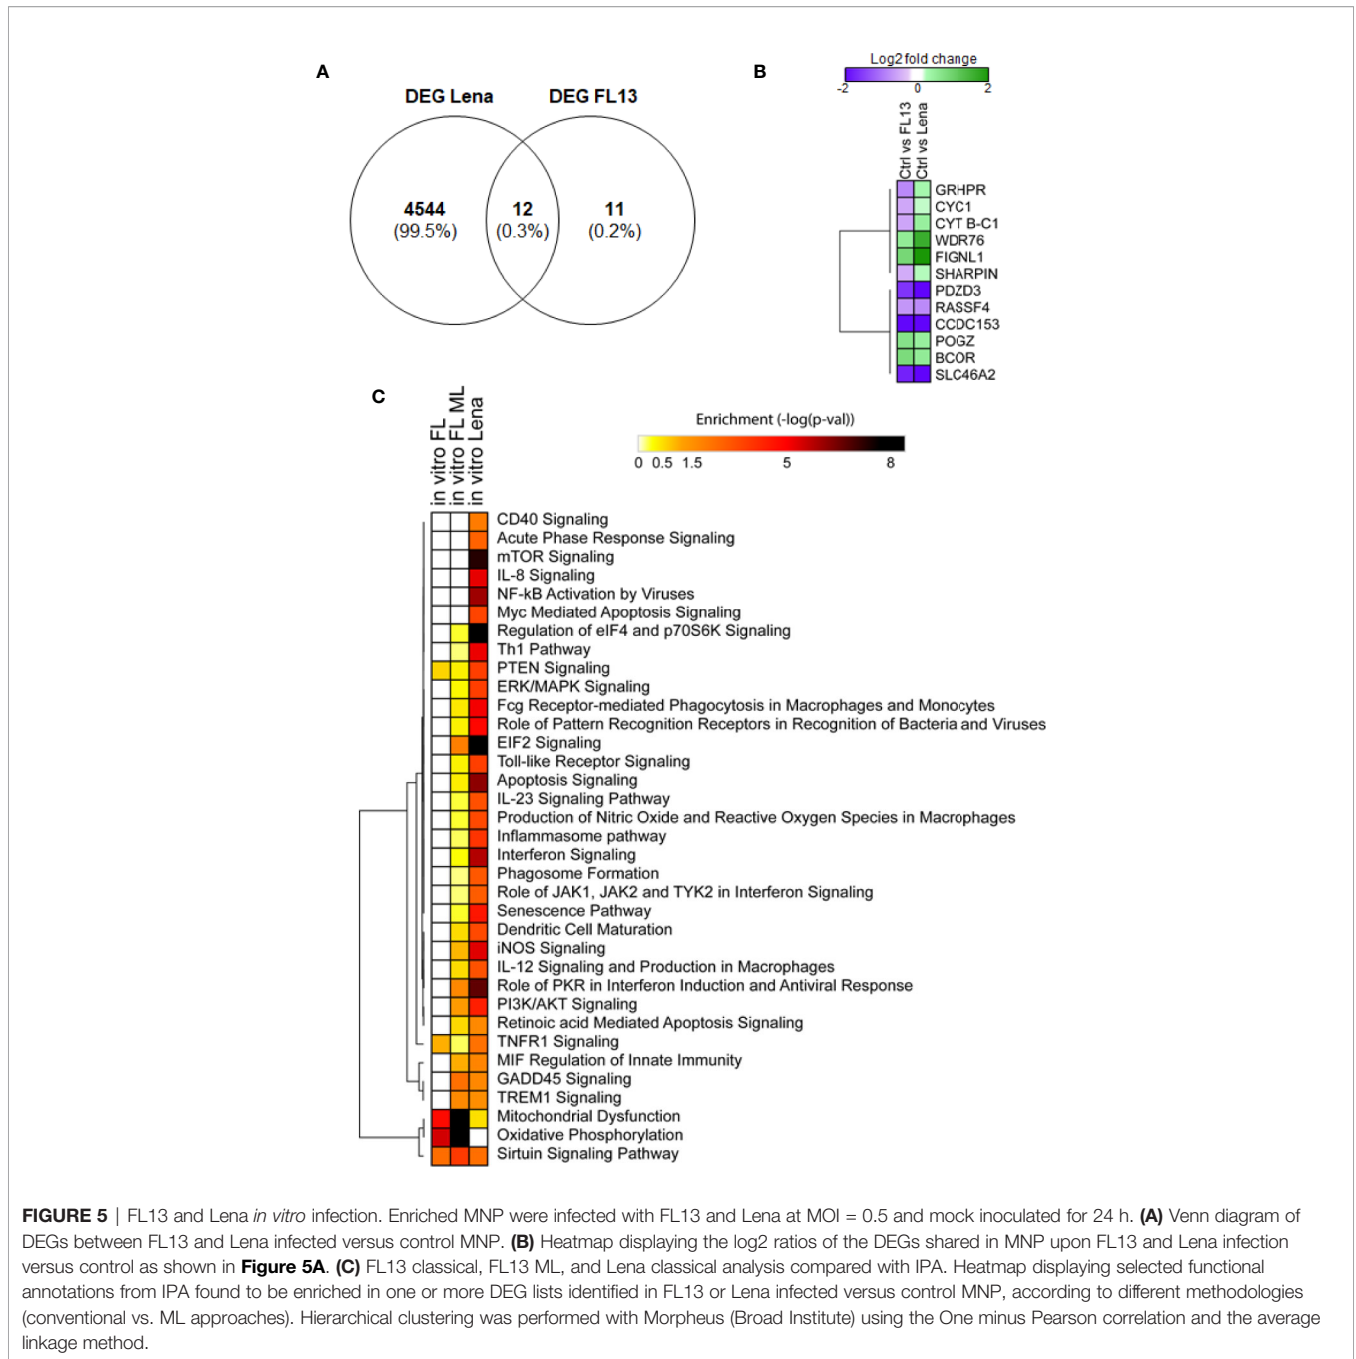 A
DEG Lena
DEG FL13
4544
(99.5%)
12
(0.3%)
11
(0.2%)
B
Log2 fold change
-2
0
2
Ctrl vs FL13
Ctrl vs Lena
GRHPR
CYC1
CYT B-C1
WDR76
FIGNL1
SHARPIN
PDZD3
RASSF4
CCDC153
POGZ
BCOR
SLC46A2
C
in vitro FL
in vitro FL ML
in vitro Lena
Enrichment (-log(p-val))
0 0.5 1.5 5 8
CD40 Signaling
Acute Phase Response Signaling
mTOR Signaling
IL-8 Signaling
NF-kB Activation by Viruses
Myc Mediated Apoptosis Signaling
Regulation of eIF4 and p70S6K Signaling
Th1 Pathway
PTEN Signaling
ERK/MAPK Signaling
Fcg Receptor-mediated Phagocytosis in Macrophages and Monocytes
Role of Pattern Recognition Receptors in Recognition of Bacteria and Viruses
EIF2 Signaling
Toll-like Receptor Signaling
Apoptosis Signaling
IL-23 Signaling Pathway
Production of Nitric Oxide and Reactive Oxygen Species in Macrophages
Inflammasome pathway
Interferon Signaling
Phagosome Formation
Role of JAK1, JAK2 and TYK2 in Interferon Signaling
Senescence Pathway
Dendritic Cell Maturation
iNOS Signaling
IL-12 Signaling and Production in Macrophages
Role of PKR in Interferon Induction and Antiviral Response
PI3K/AKT Signaling
Retinoic acid Mediated Apoptosis Signaling
TNFR1 Signaling
MIF Regulation of Innate Immunity
GADD45 Signaling
TREM1 Signaling
Mitochondrial Dysfunction
Oxidative Phosphorylation
Sirtuin Signaling Pathway
FIGURE 5 | FL13 and Lena in vitro infection. Enriched MNP were infected with FL13 and Lena at MOI = 0.5 and mock inoculated for 24 h. (A) Venn diagram of
DEGs between FL13 and Lena infected versus control MNP. (B) Heatmap displaying the log2 ratios of the DEGs shared in MNP upon FL13 and Lena infection
versus control as shown in Figure 5A. (C) FL13 classical, FL13 ML, and Lena classical analysis compared with IPA. Heatmap displaying selected functional
annotations from IPA found to be enriched in one or more DEG lists identified in FL13 or Lena infected versus control MNP, according to different methodologies
(conventional vs. ML approaches). Hierarchical clustering was performed with Morpheus (Broad Institute) using the One minus Pearson correlation and the average
linkage method.